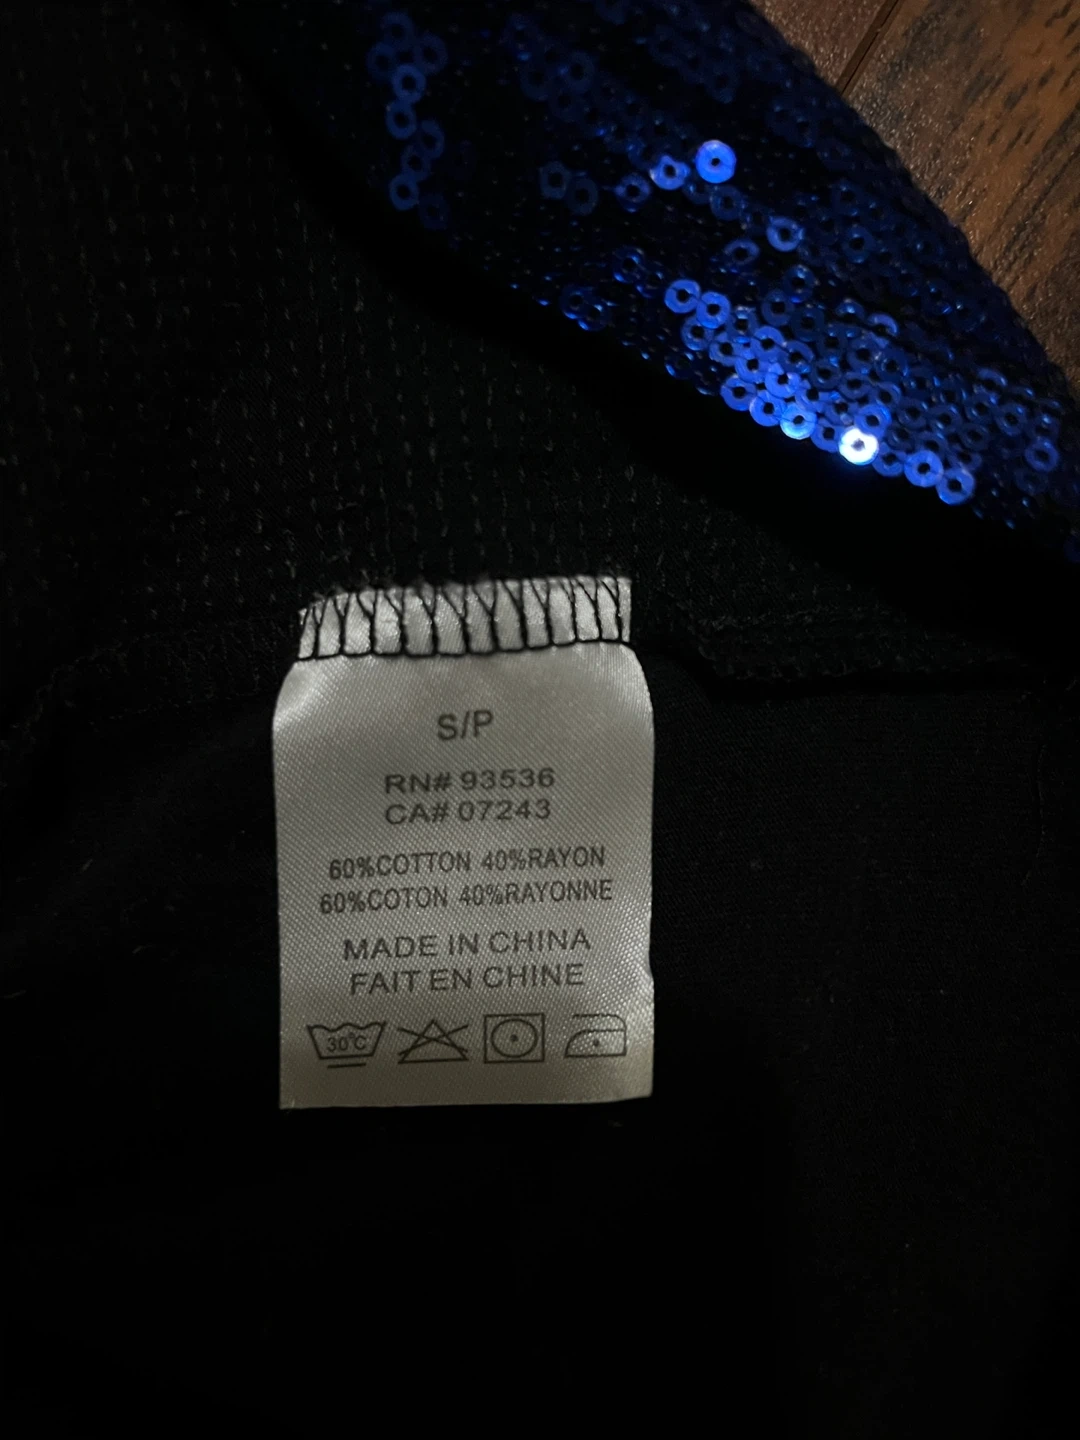 S/P
RN# 93536
CA# 07243
60%COTTON 40%RAYON
60%COTON 40%RAYONNE
MADE IN CHINA
FAIT EN CHINE
30°C